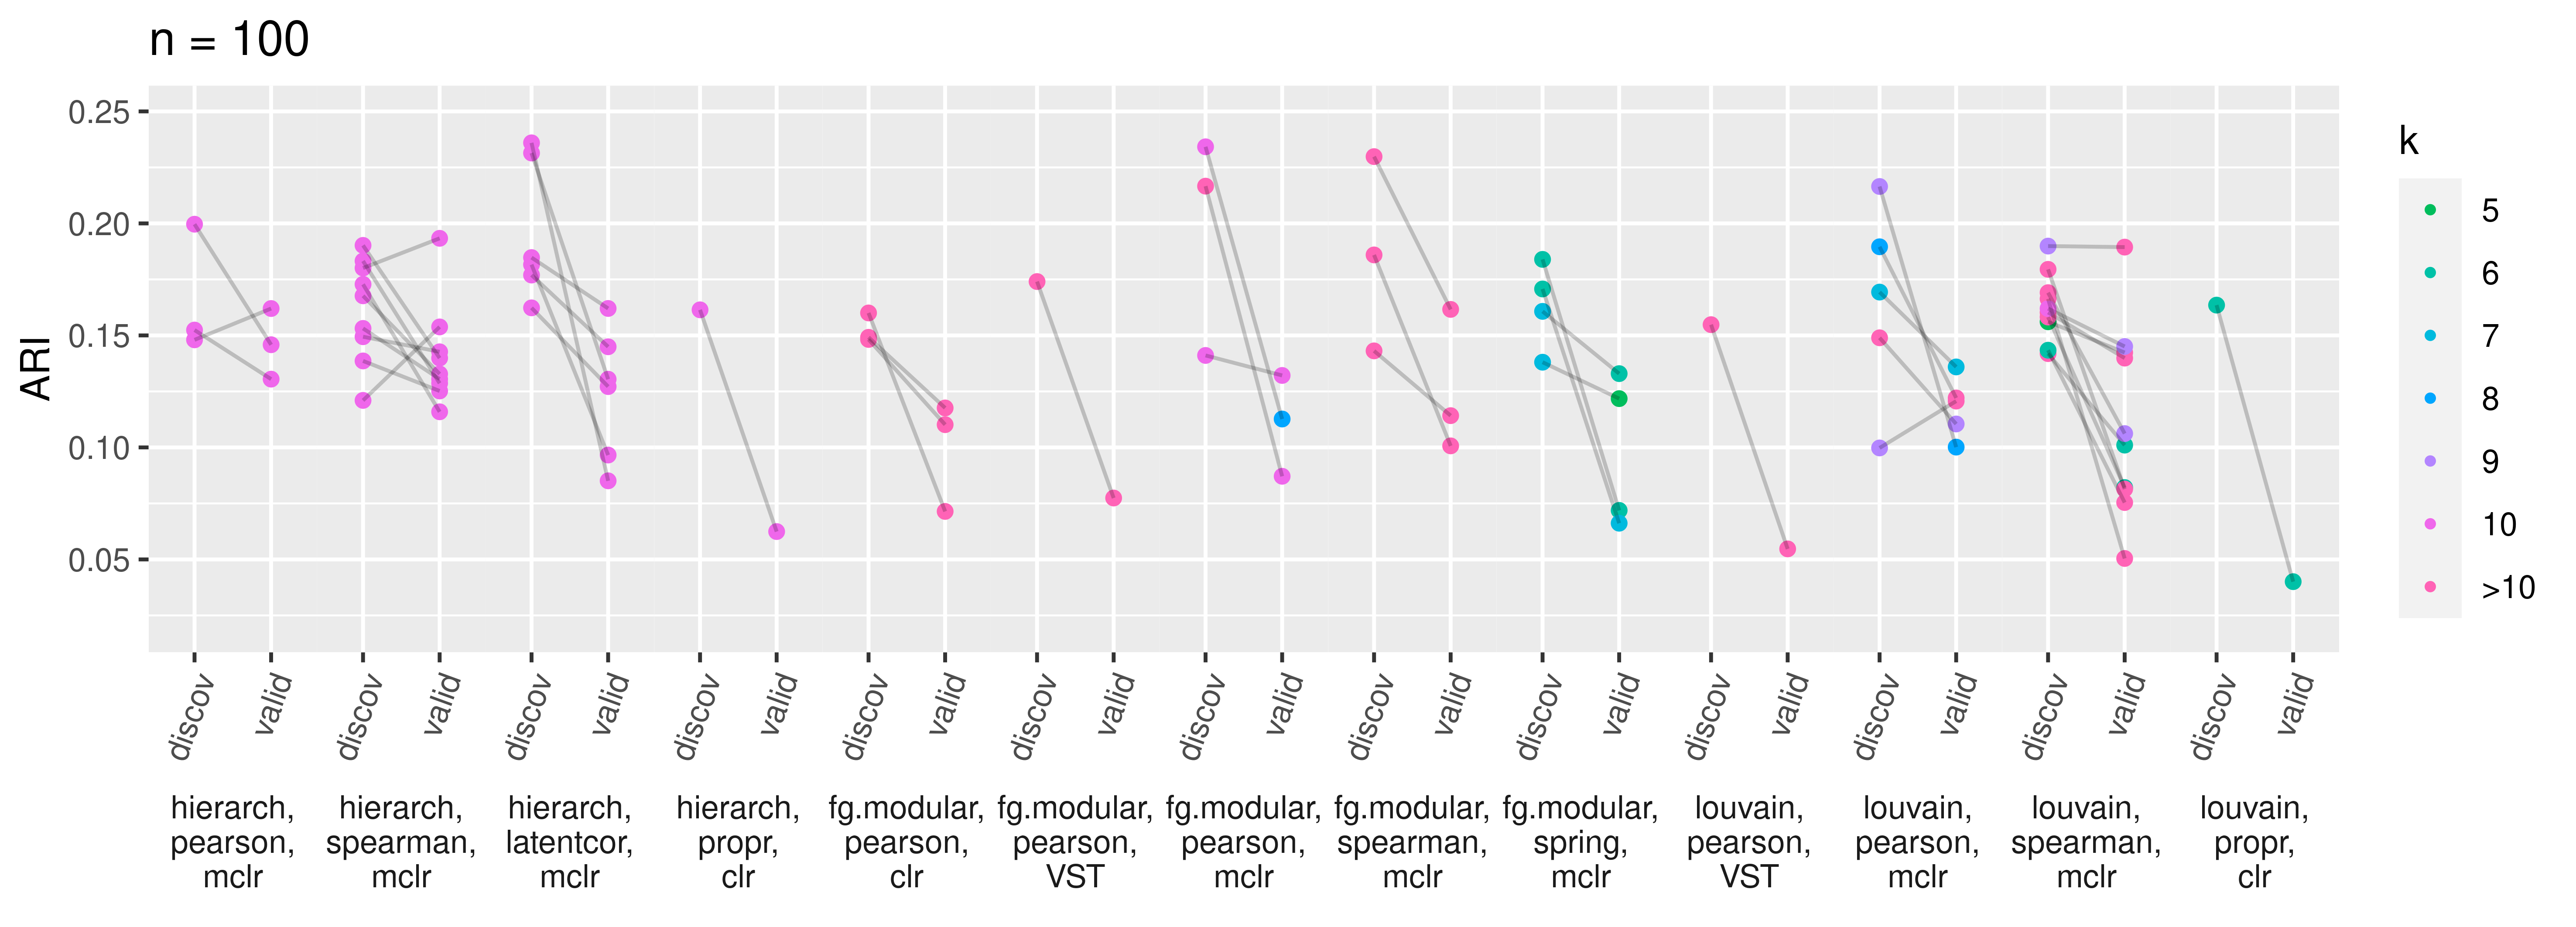 n = 100
ARI
0.25
0.20
0.15
0.10
0.05
discov valid discov valid discov valid discov valid discov valid discov valid discov valid discov valid discov valid discov valid discov valid discov valid discov valid
hierarch,
pearson,
mclr
hierarch,
spearman,
mclr
hierarch,
latentcor,
mclr
hierarch,
propr,
clr
fg.modular,
pearson,
clr
fg.modular,
pearson,
VST
fg.modular,
pearson,
mclr
fg.modular,
spearman,
mclr
fg.modular,
spring,
mclr
louvain,
pearson,
VST
louvain,
pearson,
mclr
louvain,
spearman,
mclr
louvain,
propr,
clr
k
5
6
7
8
9
10
>10